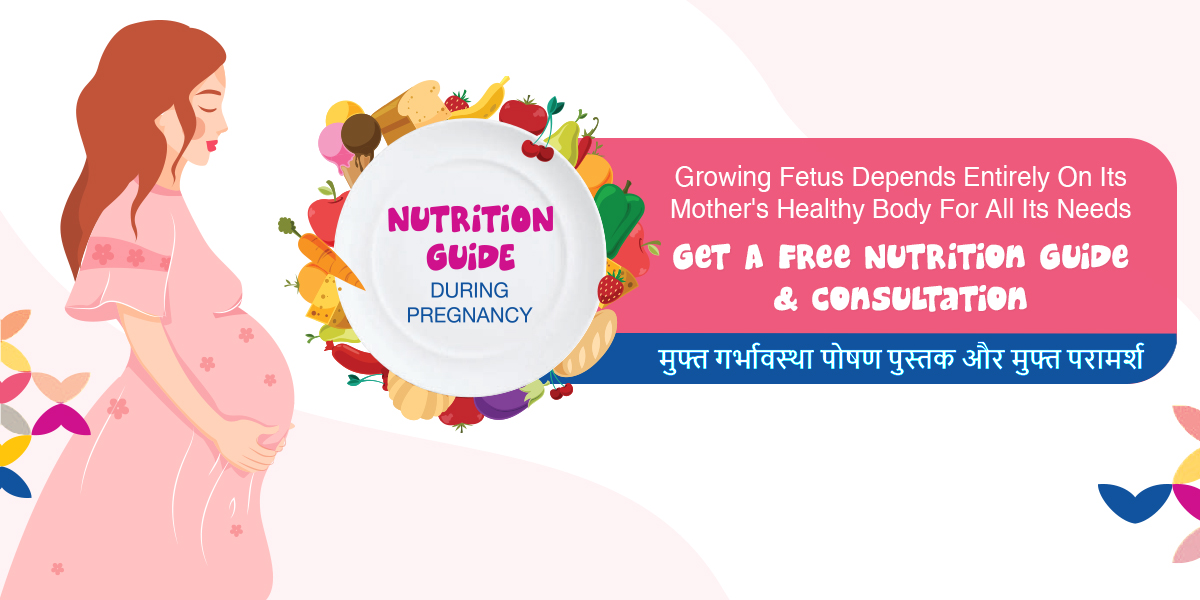 NUTRITION
GUIDE
DURING
PREGNANCY
Growing Fetus Depends Entirely On Its
Mother's Healthy Body For All Its Needs
GET A FREE NUTRITION GUIDE
& CONSULTATION
मुफ्त गर्भावस्था पोषण पुस्तक और मुफ्त परामर्श